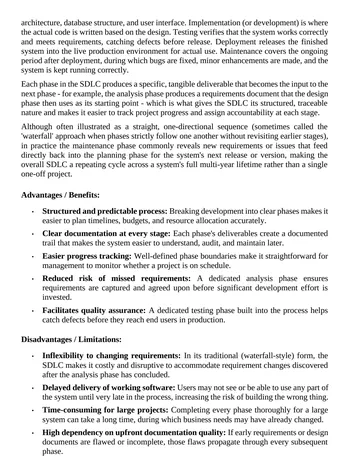 architecture, database structure, and user interface. Implementation (or development) is where
the actual code is written based on the design. Testing verifies that the system works correctly
and meets requirements, catching defects before release. Deployment releases the finished
system into the live production environment for actual use. Maintenance covers the ongoing
period after deployment, during which bugs are fixed, minor enhancements are made, and the
system is kept running correctly.
Each phase in the SDLC produces a specific, tangible deliverable that becomes the input to the
next phase - for example, the analysis phase produces a requirements document that the design
phase then uses as its starting point - which is what gives the SDLC its structured, traceable
nature and makes it easier to track project progress and assign accountability at each stage.
Although often illustrated as a straight, one-directional sequence (sometimes called the
'waterfall' approach when phases strictly follow one another without revisiting earlier stages),
in practice the maintenance phase commonly reveals new requirements or issues that feed
directly back into the planning phase for the system's next release or version, making the
overall SDLC a repeating cycle across a system's full multi-year lifetime rather than a single
one-off project.
Advantages / Benefits:
• Structured and predictable process: Breaking development into clear phases makes it
easier to plan timelines, budgets, and resource allocation accurately.
• Clear documentation at every stage: Each phase's deliverables create a documented
trail that makes the system easier to understand, audit, and maintain later.
• Easier progress tracking: Well-defined phase boundaries make it straightforward for
management to monitor whether a project is on schedule.
• Reduced risk of missed requirements: A dedicated analysis phase ensures
requirements are captured and agreed upon before significant development effort is
invested.
• Facilitates quality assurance: A dedicated testing phase built into the process helps
catch defects before they reach end users in production.
Disadvantages / Limitations:
• Inflexibility to changing requirements: In its traditional (waterfall-style) form, the
SDLC makes it costly and disruptive to accommodate requirement changes discovered
after the analysis phase has concluded.
• Delayed delivery of working software: Users may not see or be able to use any part of
the system until very late in the process, increasing the risk of building the wrong thing.
• Time-consuming for large projects: Completing every phase thoroughly for a large
system can take a long time, during which business needs may have already changed.
• High dependency on upfront documentation quality: If early requirements or design
documents are flawed or incomplete, those flaws propagate through every subsequent
phase.